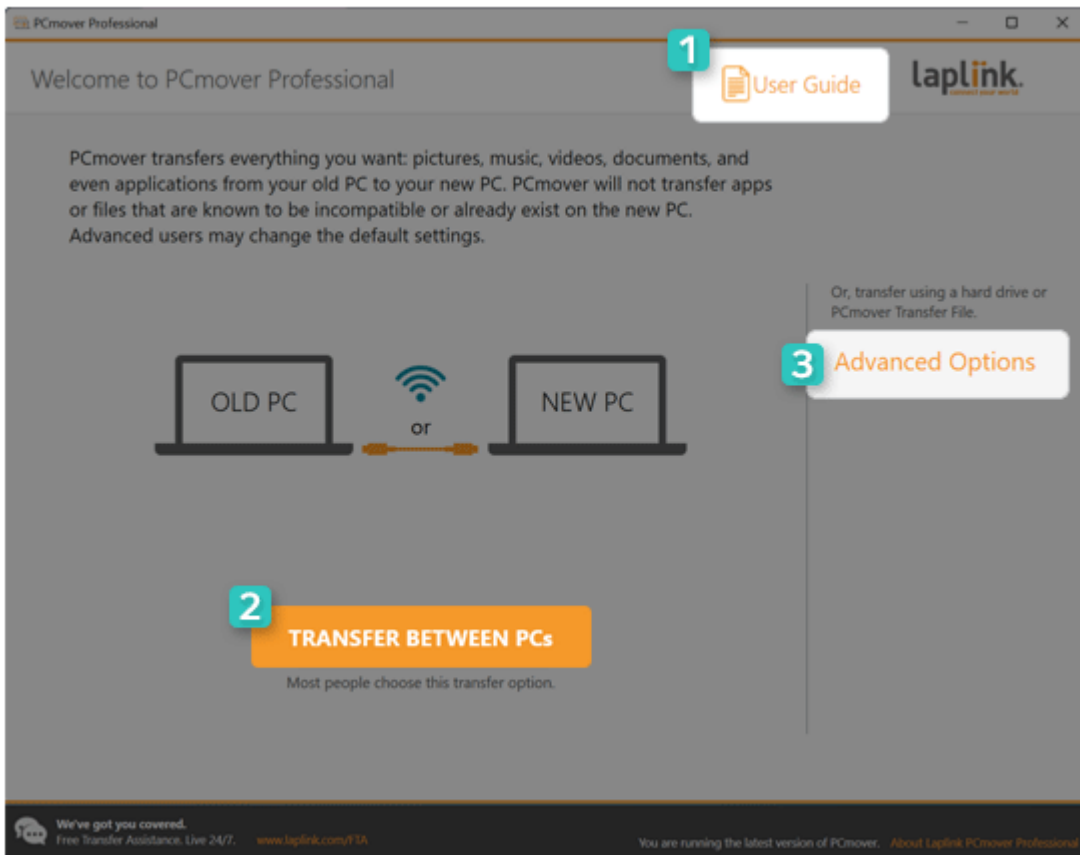 PCmover Professional
1
Welcome to PCmover Professional
User Guide
laplink.
connect your world
PCmover transfers everything you want: pictures, music, videos, documents, and
even applications from your old PC to your new PC. PCmover will not transfer apps
or files that are known to be incompatible or already exist on the new PC.
Advanced users may change the default settings.
Or, transfer using a hard drive or
PCmover Transfer File.
3
Advanced Options
OLD PC
or
NEW PC
2
TRANSFER BETWEEN PCs
Most people choose this transfer option.
We've got you covered.
Free Transfer Assistance. Live 24/7. www.laplink.com/FTA
You are running the latest version of PCmover. About Laplink PCmover Professional